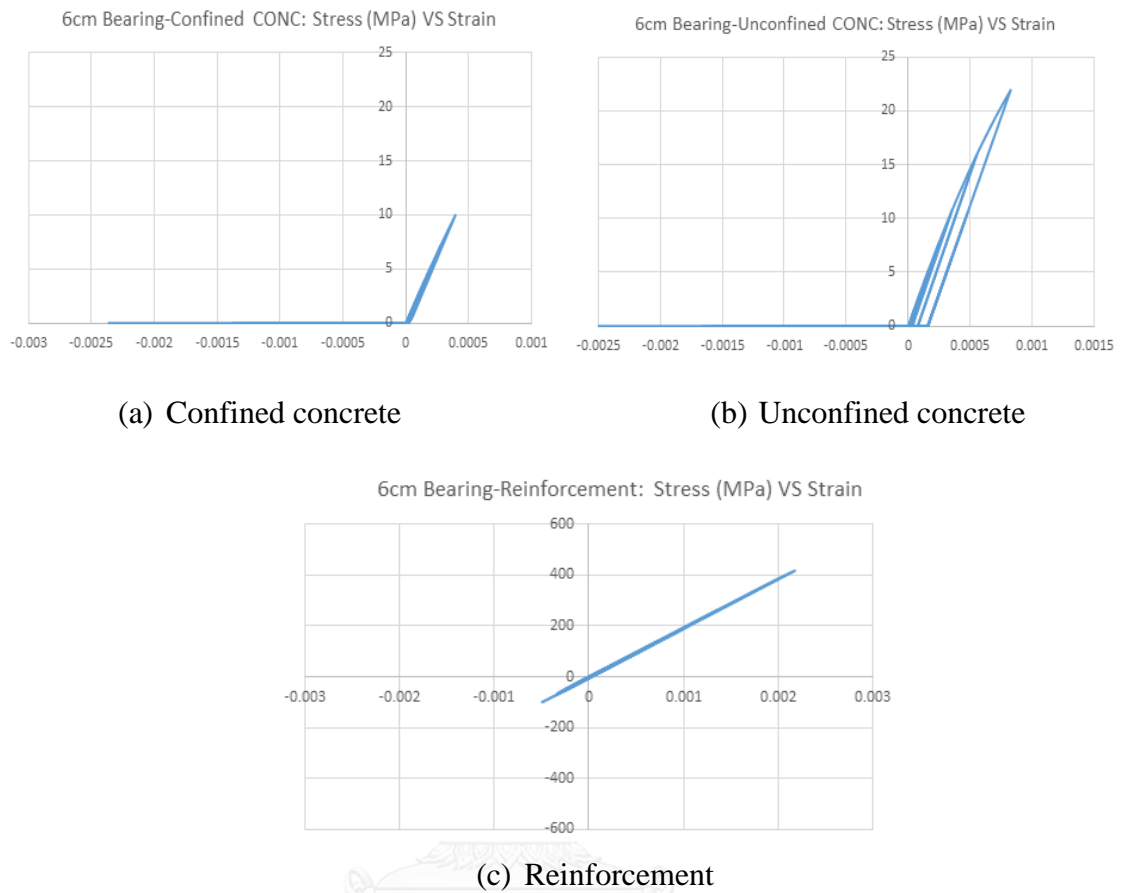 6cm Bearing-Confined CONC: Stress (MPa) VS Strain
25
20
15
10
5
0
-0.003 -0.0025 -0.002 -0.0015 -0.001 -0.0005 0 0.0005 0.001
(a) Confined concrete
6cm Bearing-Unconfined CONC: Stress (MPa) VS Strain
25
20
15
10
5
0
-0.0025 -0.002 -0.0015 -0.001 -0.0005 0 0.0005 0.001 0.0015
(b) Unconfined concrete
6cm Bearing-Reinforcement: Stress (MPa) VS Strain
600
400
200
0
-0.003 -0.002 -0.001 0 0.001 0.002 0.003
-200
-400
-600
(c) Reinforcement